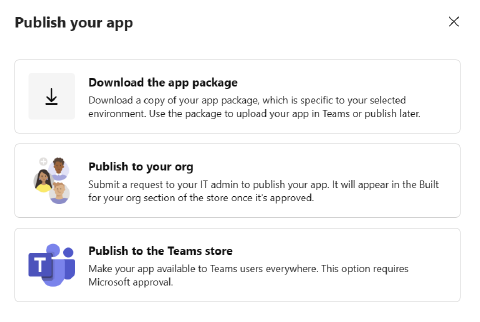 Publish your app
Download the app package
Download a copy of your app package, which is specific to your selected
environment. Use the package to upload your app in Teams or publish later.
Publish to your org
Submit a request to your IT admin to publish your app. It will appear in the Built
for your org section of the store once it's approved.
T
Publish to the Teams store
Make your app available to Teams users everywhere. This option requires
Microsoft approval.